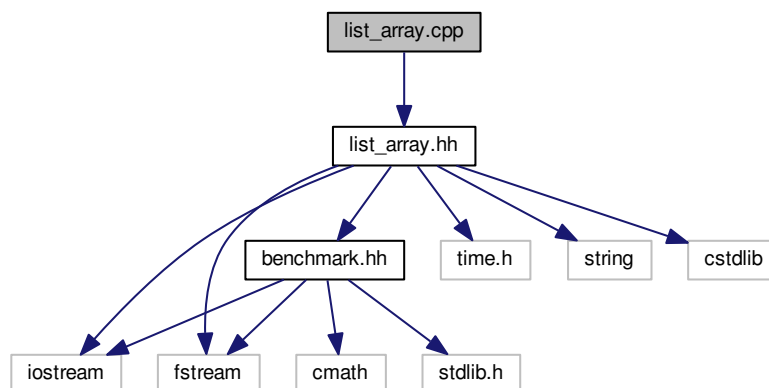 list_array.cpp
list_array.hh
benchmark.hh
time.h
string
cstdlib
iostream
fstream
cmath
stdlib.h